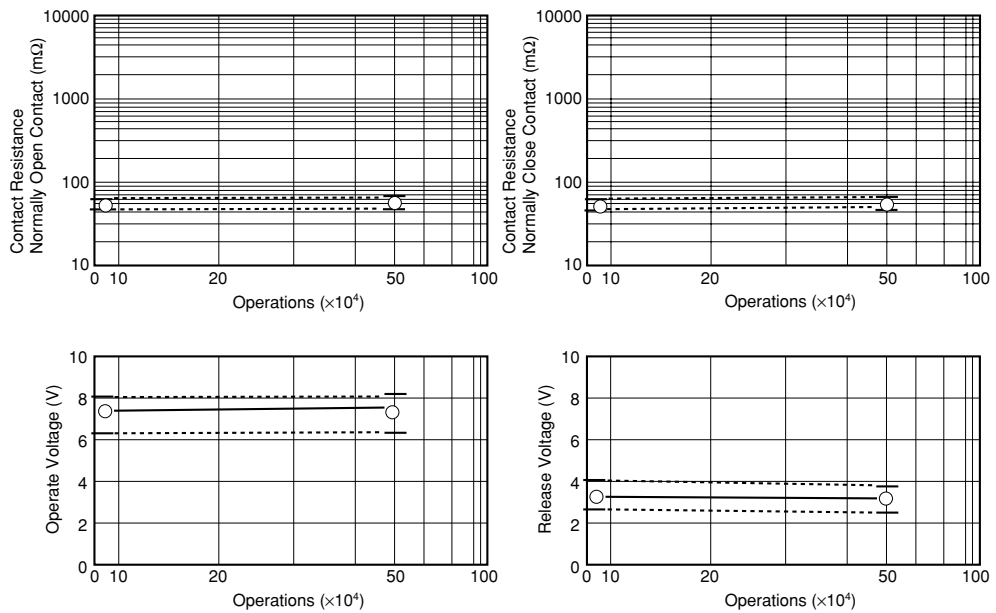 Contact Resistance
Normally Open Contact (mΩ)
10000
1000
100
10
0 10 20 50 100
Operations (×10⁴)
Contact Resistance
Normally Close Contact (mΩ)
10000
1000
100
10
0 10 20 50 100
Operations (×10⁴)
Operate Voltage (V)
10
8
6
4
2
0
0 10 20 50 100
Operations (×10⁴)
Release Voltage (V)
10
8
6
4
2
0
0 10 20 50 100
Operations (×10⁴)